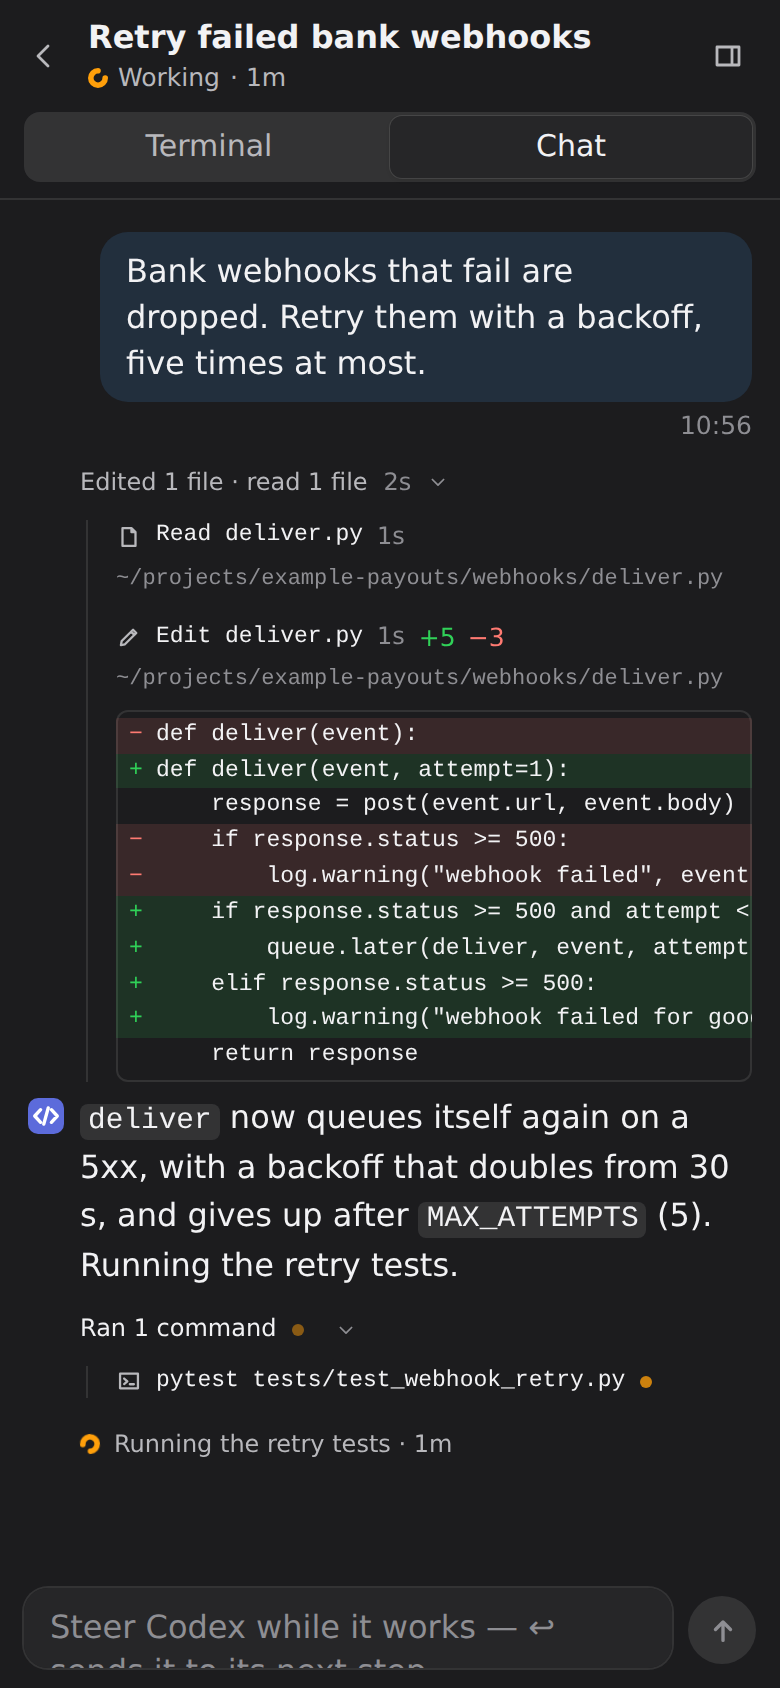 Retry failed bank webhooks
Working · 1m
Terminal
Chat
Bank webhooks that fail are
dropped. Retry them with a backoff,
five times at most.
10:56
Edited 1 file · read 1 file 2s
Read deliver.py 1s
~/projects/example-payouts/webhooks/deliver.py
Edit deliver.py 1s +5 −3
~/projects/example-payouts/webhooks/deliver.py
− def deliver(event):
+ def deliver(event, attempt=1):
response = post(event.url, event.body)
− if response.status >= 500:
− log.warning("webhook failed", event
+ if response.status >= 500 and attempt <
+ queue.later(deliver, event, attempt
+ elif response.status >= 500:
+ log.warning("webhook failed for goo
return response
deliver now queues itself again on a
5xx, with a backoff that doubles from 30
s, and gives up after MAX_ATTEMPTS (5).
Running the retry tests.
Ran 1 command
pytest tests/test_webhook_retry.py
Running the retry tests · 1m
Steer Codex while it works — ↩
sends it to its next step